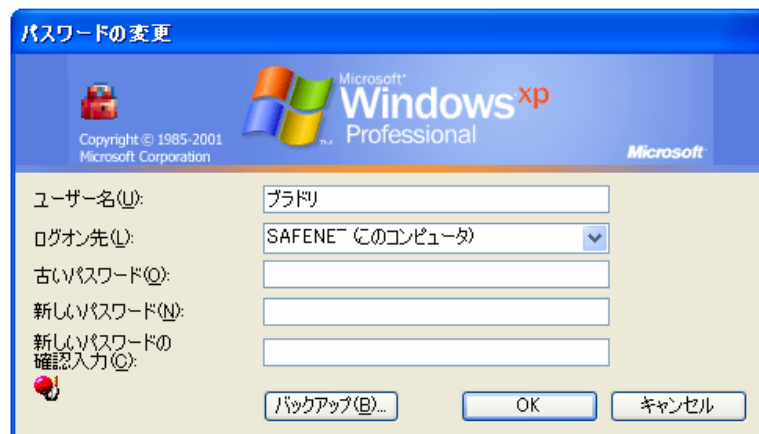 パスワードの変更
Microsoft
Windows xp
Professional
Copyright © 1985-2001
Microsoft Corporation
Microsoft
ユーザー名(U):
ブラドリ
ログオン先(L):
SAFENET (このコンピュータ)
古いパスワード(O):
新しいパスワード(N):
新しいパスワードの
確認入力(C):
バックアップ(B)...
OK
キャンセル